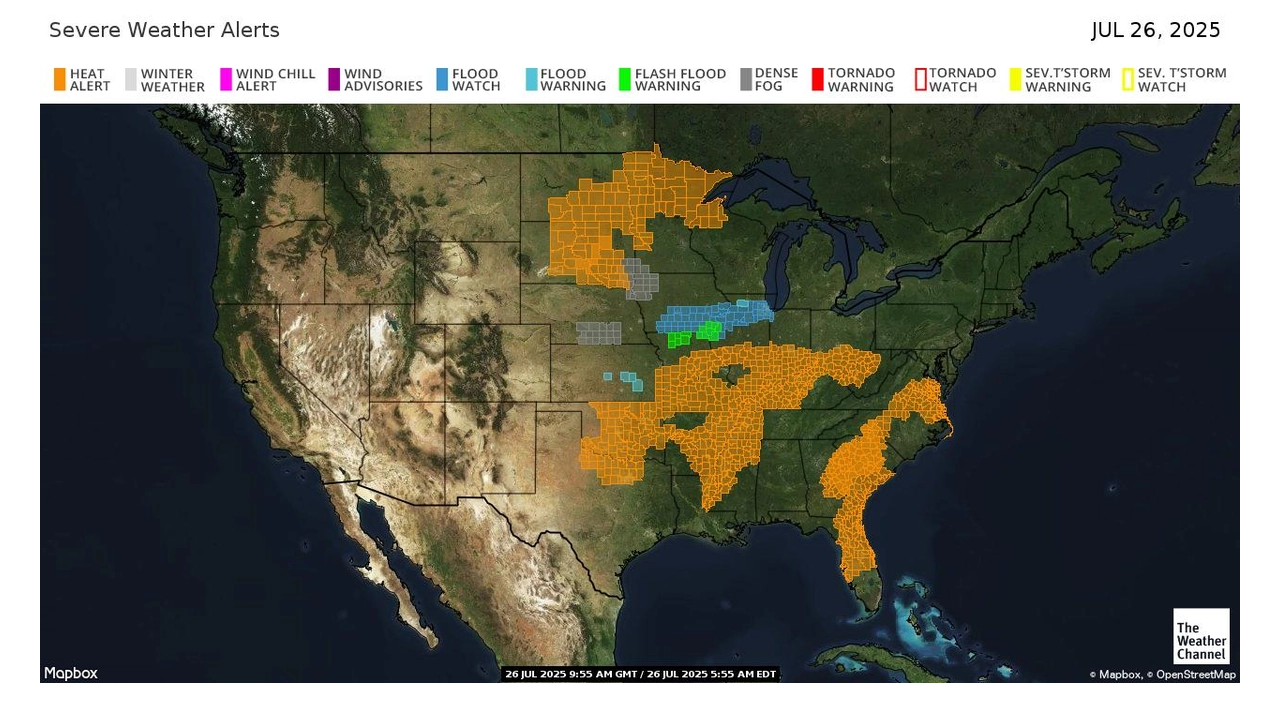 Severe Weather Alerts
JUL 26, 2025
HEAT
ALERT
WINTER
WEATHER
WIND CHILL
ALERT
WIND
ADVISORIES
FLOOD
WATCH
FLOOD
WARNING
FLASH FLOOD
WARNING
DENSE
FOG
TORNADO
WARNING
TORNADO
WATCH
SEV.T'STORM
WARNING
SEV. T'STORM
WATCH
The
Weather
Channel
Mapbox
26 JUL 2025 9:55 AM GMT / 26 JUL 2025 5:55 AM EDT
© Mapbox, © OpenStreetMap